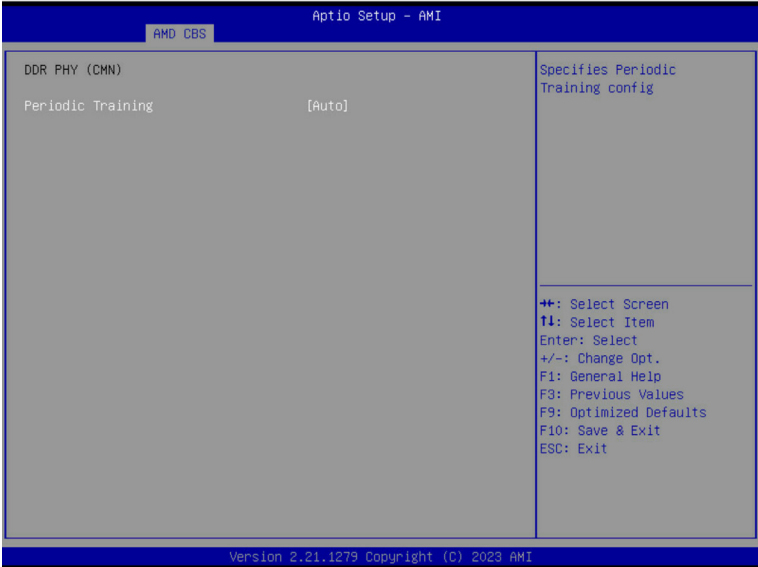 Aptio Setup - AMI
AMD CBS
DDR PHY (CMN)
Periodic Training [Auto]
Specifies Periodic
Training config
→←: Select Screen
↑↓: Select Item
Enter: Select
+/-: Change Opt.
F1: General Help
F3: Previous Values
F9: Optimized Defaults
F10: Save & Exit
ESC: Exit
Version 2.21.1279 Copyright (C) 2023 AMI